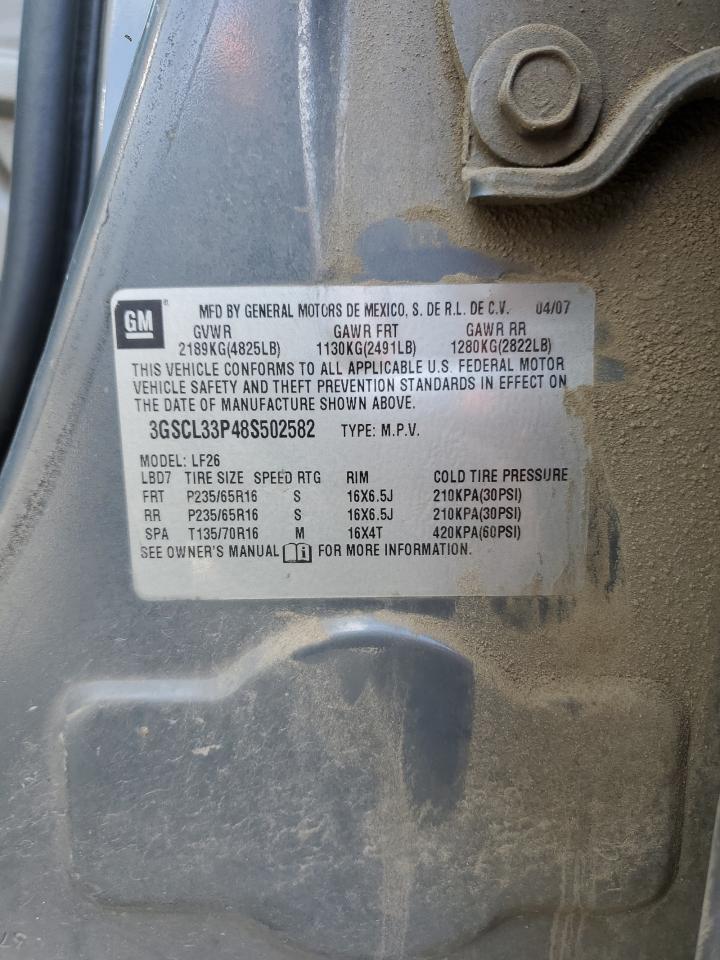 GM ® MFD BY GENERAL MOTORS DE MEXICO, S. DE R.L. DE C.V. 04/07
GVWR GAWR FRT GAWR RR
2189KG(4825LB) 1130KG(2491LB) 1280KG(2822LB)
THIS VEHICLE CONFORMS TO ALL APPLICABLE U.S. FEDERAL MOTOR
VEHICLE SAFETY AND THEFT PREVENTION STANDARDS IN EFFECT ON
THE DATE OF MANUFACTURE SHOWN ABOVE.
3GSCL33P48S502582 TYPE: M.P.V.
MODEL: LF26
LBD7 TIRE SIZE SPEED RTG RIM COLD TIRE PRESSURE
FRT P235/65R16 S 16X6.5J 210KPA(30PSI)
RR P235/65R16 S 16X6.5J 210KPA(30PSI)
SPA T135/70R16 M 16X4T 420KPA(60PSI)
SEE OWNER'S MANUAL FOR MORE INFORMATION.